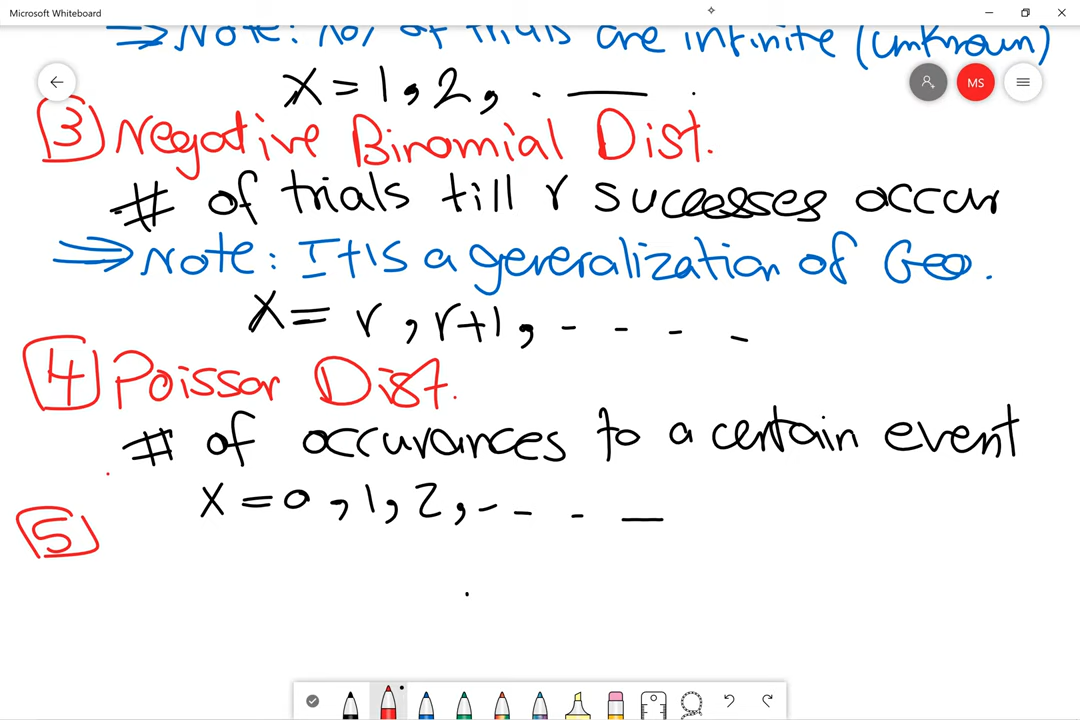 Microsoft Whiteboard
⇒ Note: No/ of trials are infinite (unknown)
MS
X = 1, 2, . —— .
3 Negative Binomial Dist.
# of trials till r successes occur
⇒ Note: It is a generalization of Geo.
X = r, r+1, - - - -
4 Poisson Dist.
# of occurances to a certain event
X = 0, 1, 2, - - - —
5